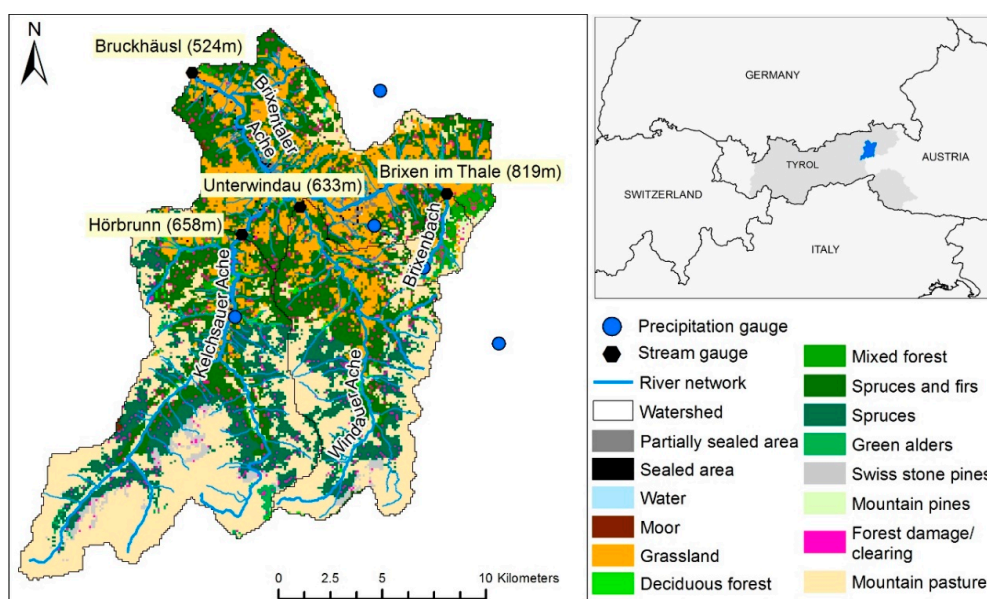 N
Bruckhäusl (524m)
Brixentaler
Ache
Brixen im Thale (819m)
Unterwindau (633m)
Hörbrunn (658m)
Brixenbach
Kelchsauer Ache
Windauer Ache
0 5 10 Kilometers
GERMANY
TYROL
AUSTRIA
SWITZERLAND
ITALY
Precipitation gauge
Stream gauge
River network
Watershed
Partially sealed area
Sealed area
Water
Moor
Grassland
Deciduous forest
Mixed forest
Spruces and firs
Spruces
Green alders
Swiss stone pines
Mountain pines
Forest damage/
clearing
Mountain pasture